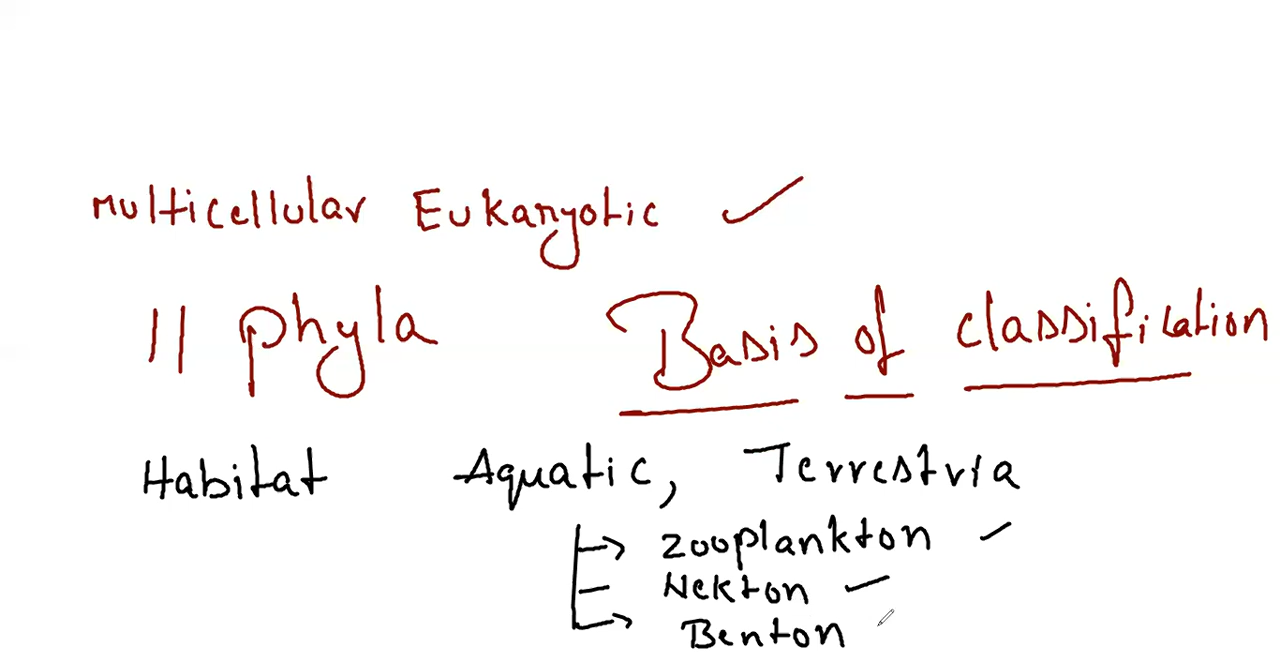 Multicellular Eukaryotic
11 phyla Basis of classification
Habitat Aquatic, Terrestria
Zooplankton
Nekton
Benton